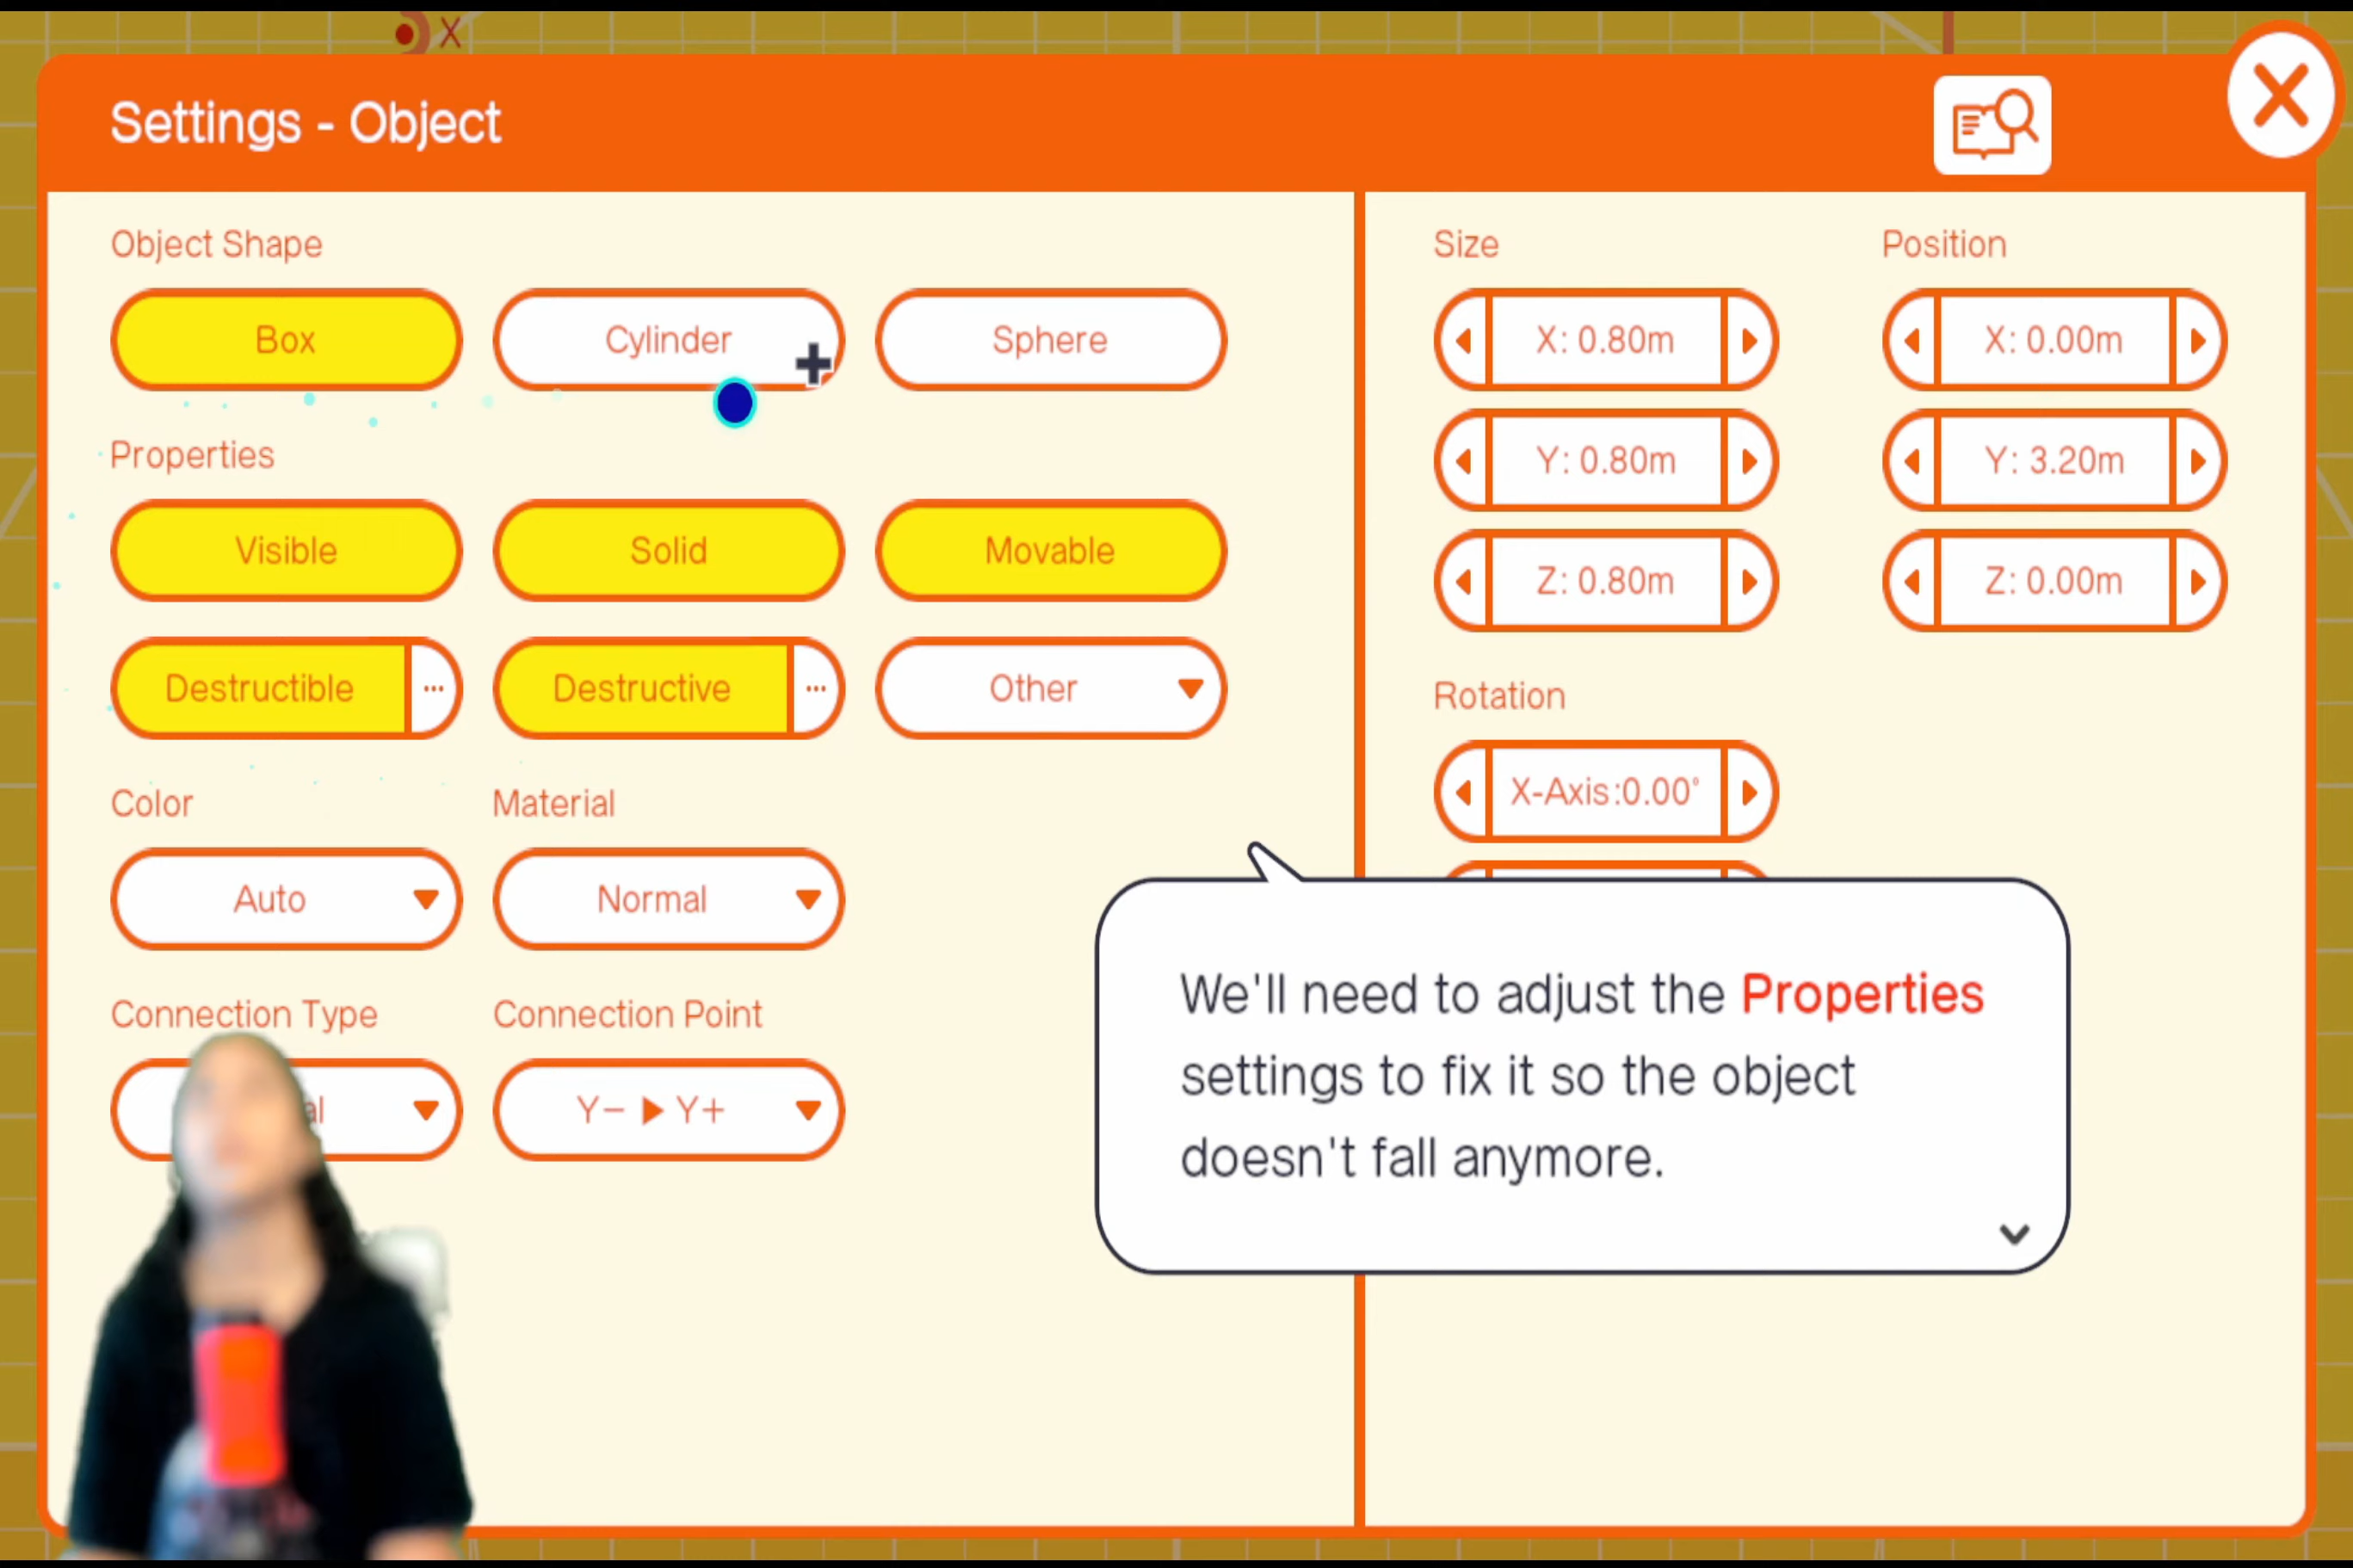 X
Settings - Object
Object Shape
Box
Cylinder
Sphere
Properties
Visible
Solid
Movable
Destructible
...
Destructive
...
Other
Color
Material
Auto
Normal
Connection Type
Connection Point
Y– ▶ Y+
Size
Position
X: 0.80m
X: 0.00m
Y: 0.80m
Y: 3.20m
Z: 0.80m
Z: 0.00m
Rotation
X-Axis:0.00°
We'll need to adjust the Properties
settings to fix it so the object
doesn't fall anymore.